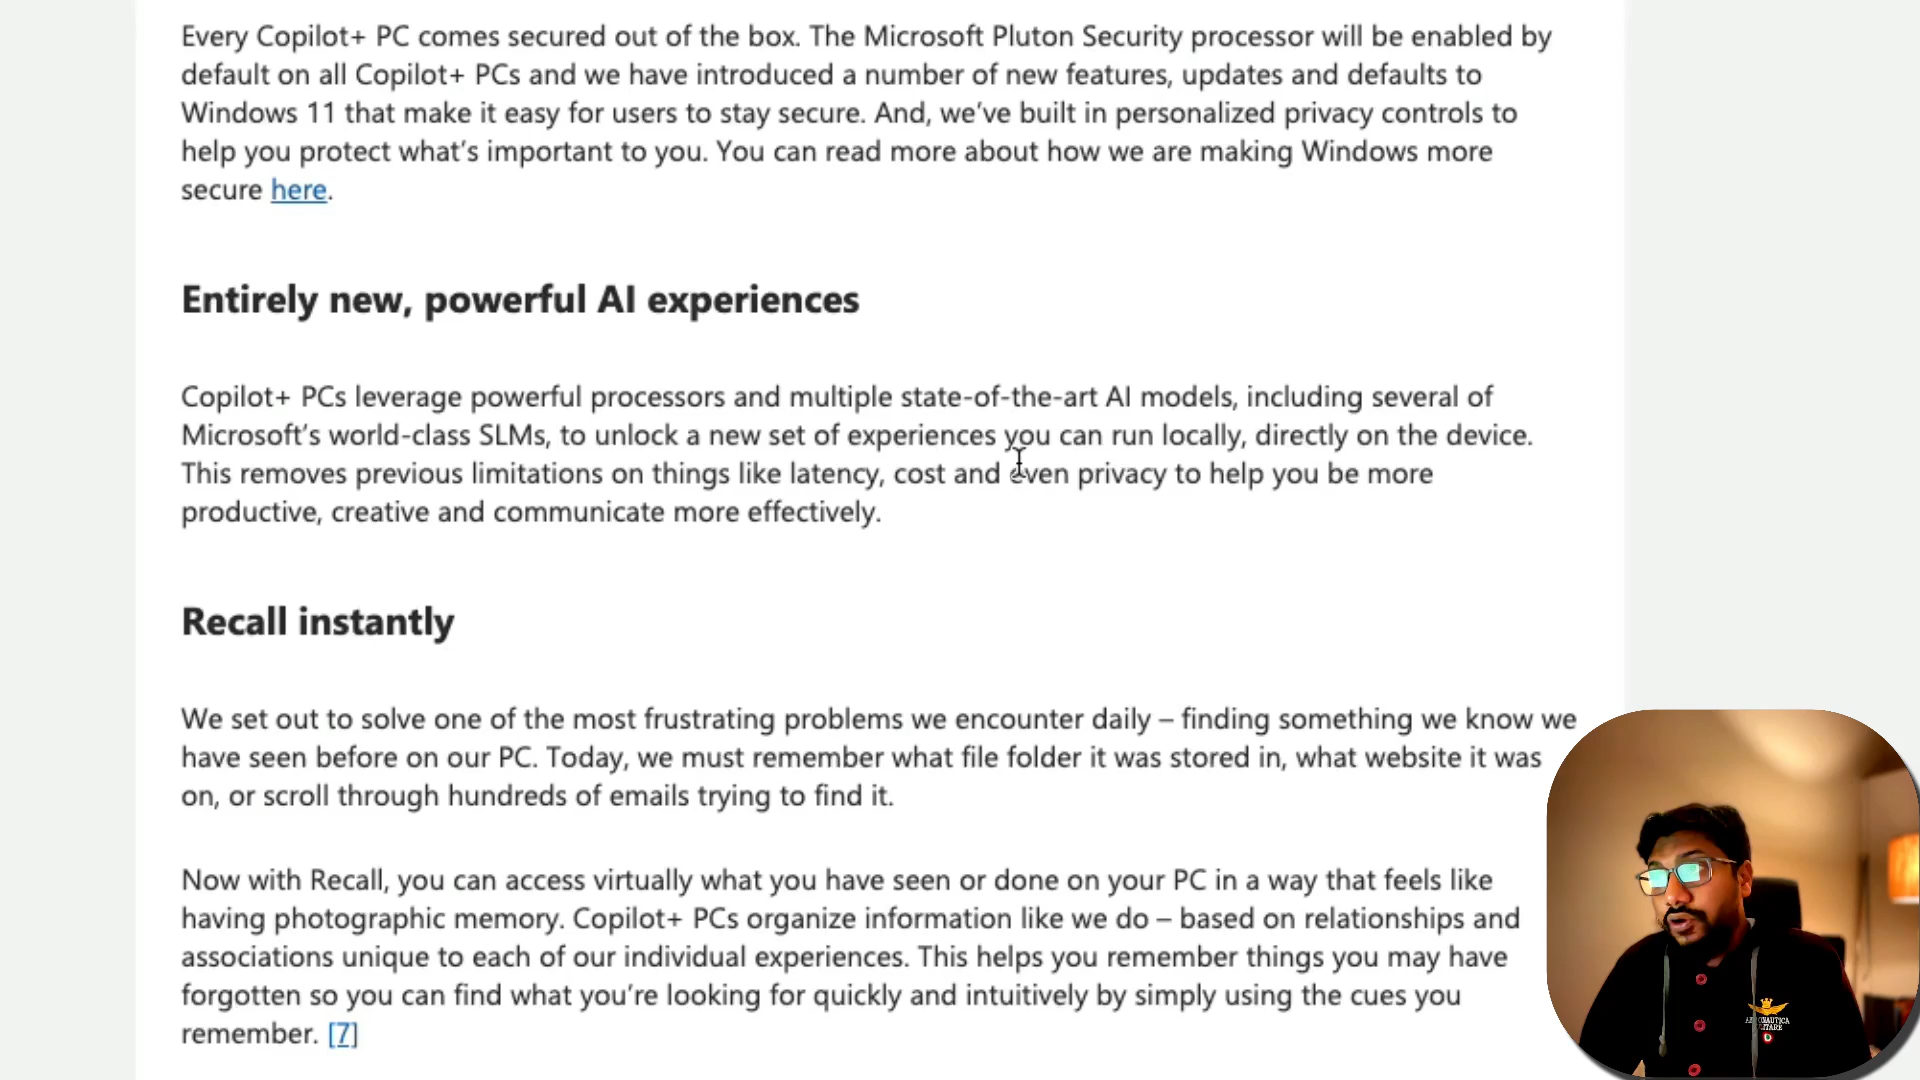 Every Copilot+ PC comes secured out of the box. The Microsoft Pluton Security processor will be enabled by
default on all Copilot+ PCs and we have introduced a number of new features, updates and defaults to
Windows 11 that make it easy for users to stay secure. And, we’ve built in personalized privacy controls to
help you protect what’s important to you. You can read more about how we are making Windows more
secure here.
Entirely new, powerful AI experiences
Copilot+ PCs leverage powerful processors and multiple state-of-the-art AI models, including several of
Microsoft’s world-class SLMs, to unlock a new set of experiences you can run locally, directly on the device.
This removes previous limitations on things like latency, cost and even privacy to help you be more
productive, creative and communicate more effectively.
Recall instantly
We set out to solve one of the most frustrating problems we encounter daily – finding something we know we
have seen before on our PC. Today, we must remember what file folder it was stored in, what website it was
on, or scroll through hundreds of emails trying to find it.
Now with Recall, you can access virtually what you have seen or done on your PC in a way that feels like
having photographic memory. Copilot+ PCs organize information like we do – based on relationships and
associations unique to each of our individual experiences. This helps you remember things you may have
forgotten so you can find what you’re looking for quickly and intuitively by simply using the cues you
remember. [7]